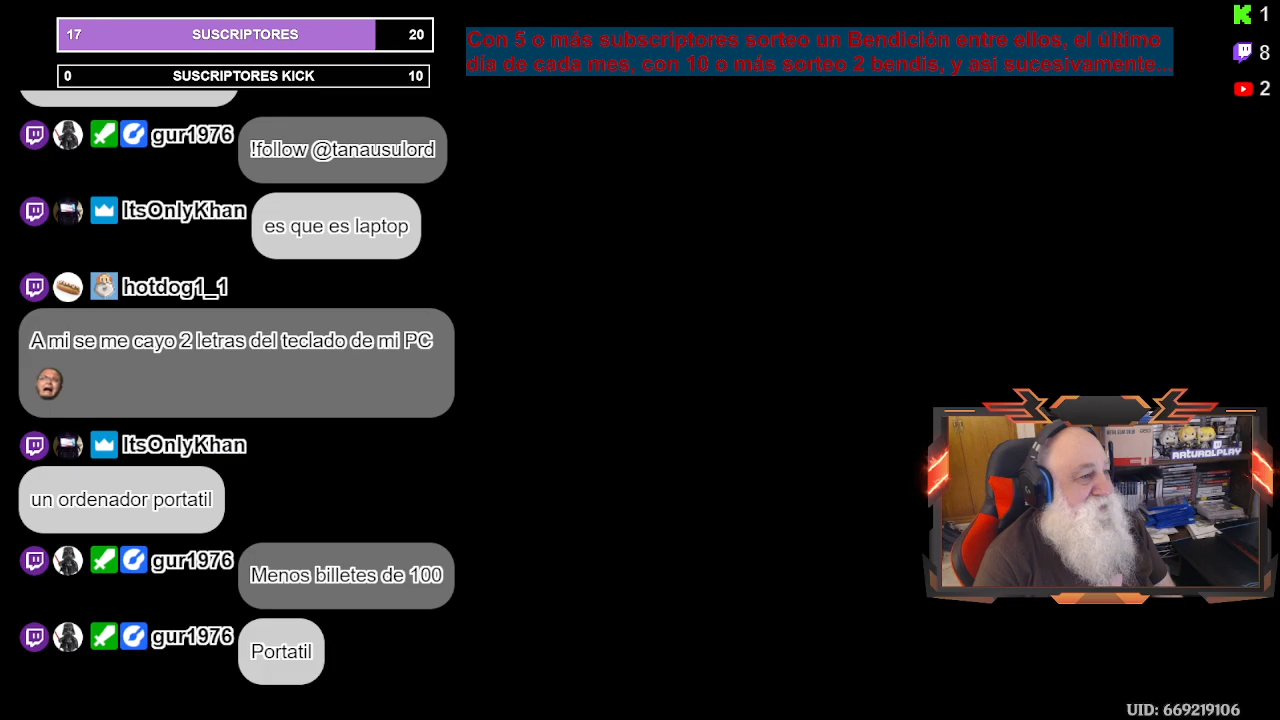 17 SUSCRIPTORES 20
0 SUSCRIPTORES KICK 10
Con 5 o más subscriptores sorteo un Bendición entre ellos, el último
día de cada mes, con 10 o más sorteo 2 bendis, y asi sucesivamente...
1
8
2
gur1976
!follow @tanausulord
ItsOnlyKhan
es que es laptop
hotdog1_1
A mi se me cayo 2 letras del teclado de mi PC
ItsOnlyKhan
un ordenador portatil
gur1976
Menos billetes de 100
gur1976
Portatil
ARTUROLPLAY
UID: 669219106